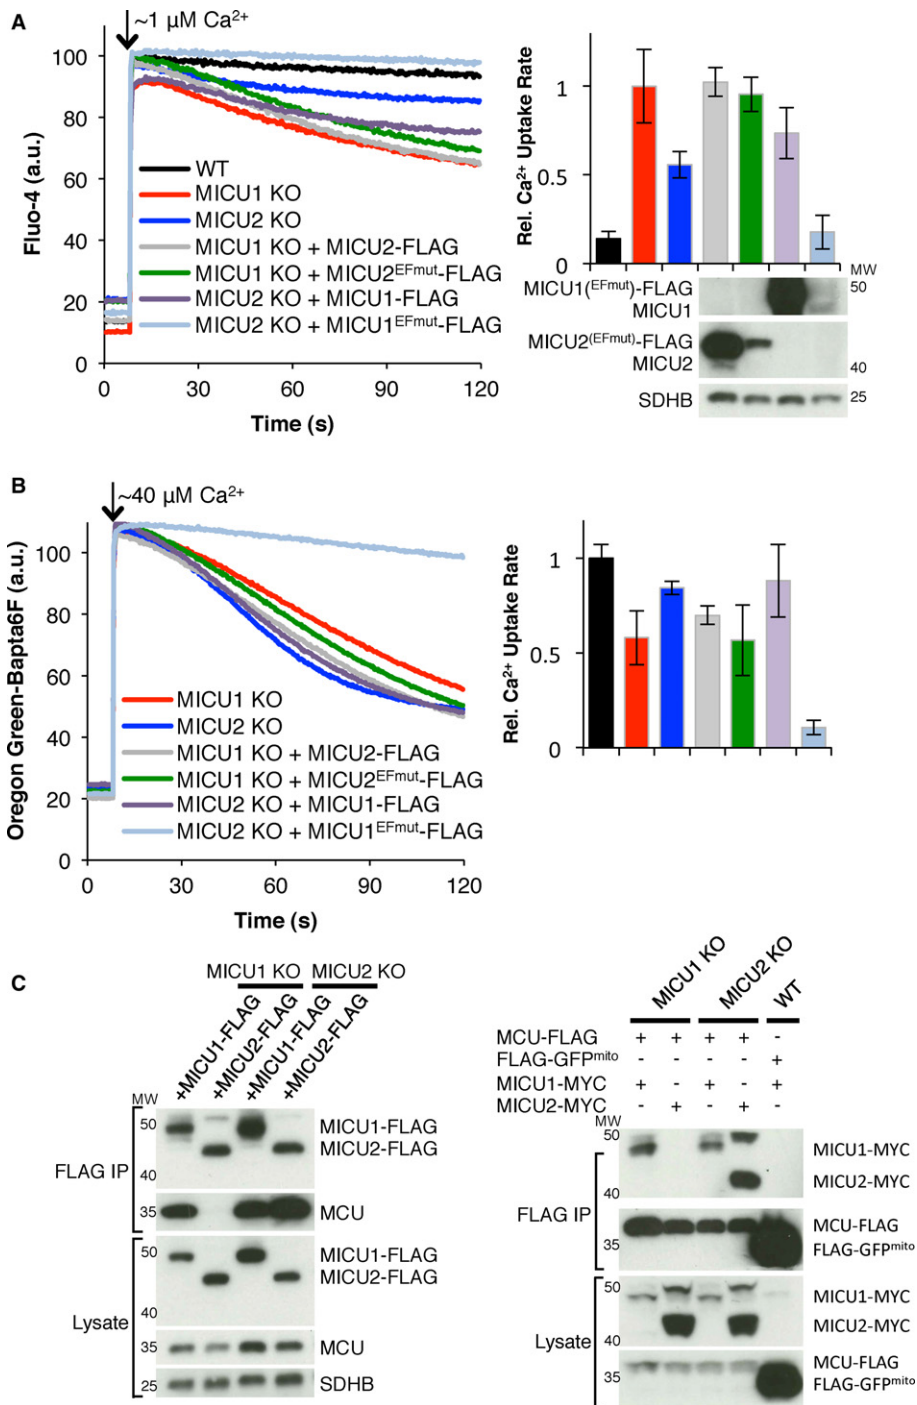 A
~1 µM Ca²⁺
Fluo-4 (a.u.)
100
80
60
40
20
0
WT
MICU1 KO
MICU2 KO
MICU1 KO + MICU2-FLAG
MICU1 KO + MICU2ᴱᶠᵐᵘᵗ-FLAG
MICU2 KO + MICU1-FLAG
MICU2 KO + MICU1ᴱᶠᵐᵘᵗ-FLAG
0 30 60 90 120
Time (s)
Rel. Ca²⁺ Uptake Rate
1
0.5
0
MW
MICU1(ᴱᶠᵐᵘᵗ)-FLAG 50
MICU1
MICU2(ᴱᶠᵐᵘᵗ)-FLAG
MICU2 40
SDHB 25
B
~40 µM Ca²⁺
Oregon Green-Bapta6F (a.u.)
100
80
60
40
20
0
MICU1 KO
MICU2 KO
MICU1 KO + MICU2-FLAG
MICU1 KO + MICU2ᴱᶠᵐᵘᵗ-FLAG
MICU2 KO + MICU1-FLAG
MICU2 KO + MICU1ᴱᶠᵐᵘᵗ-FLAG
0 30 60 90 120
Time (s)
Rel. Ca²⁺ Uptake Rate
1
0.5
0
C
MICU1 KO MICU2 KO
+MICU1-FLAG
+MICU2-FLAG
+MICU1-FLAG
+MICU2-FLAG
MW
FLAG IP
50 MICU1-FLAG
MICU2-FLAG
40
35 MCU
Lysate
50 MICU1-FLAG
MICU2-FLAG
40
35 MCU
25 SDHB
MICU1 KO
MICU2 KO
WT
MCU-FLAG + + + + -
FLAG-GFPᵐⁱᵗᵒ - - - - +
MICU1-MYC + - + - +
MICU2-MYC - + - + -
MW
FLAG IP
50
MICU1-MYC
40 MICU2-MYC
MCU-FLAG
35 FLAG-GFPᵐⁱᵗᵒ
Lysate
50 MICU1-MYC
MICU2-MYC
40
MCU-FLAG
35 FLAG-GFPᵐⁱᵗᵒ